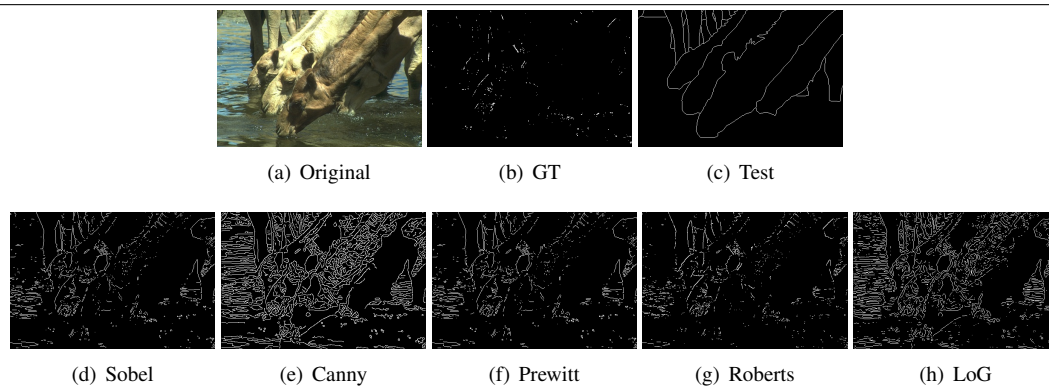 (a) Original (b) GT (c) Test
(d) Sobel (e) Canny (f) Prewitt (g) Roberts (h) LoG